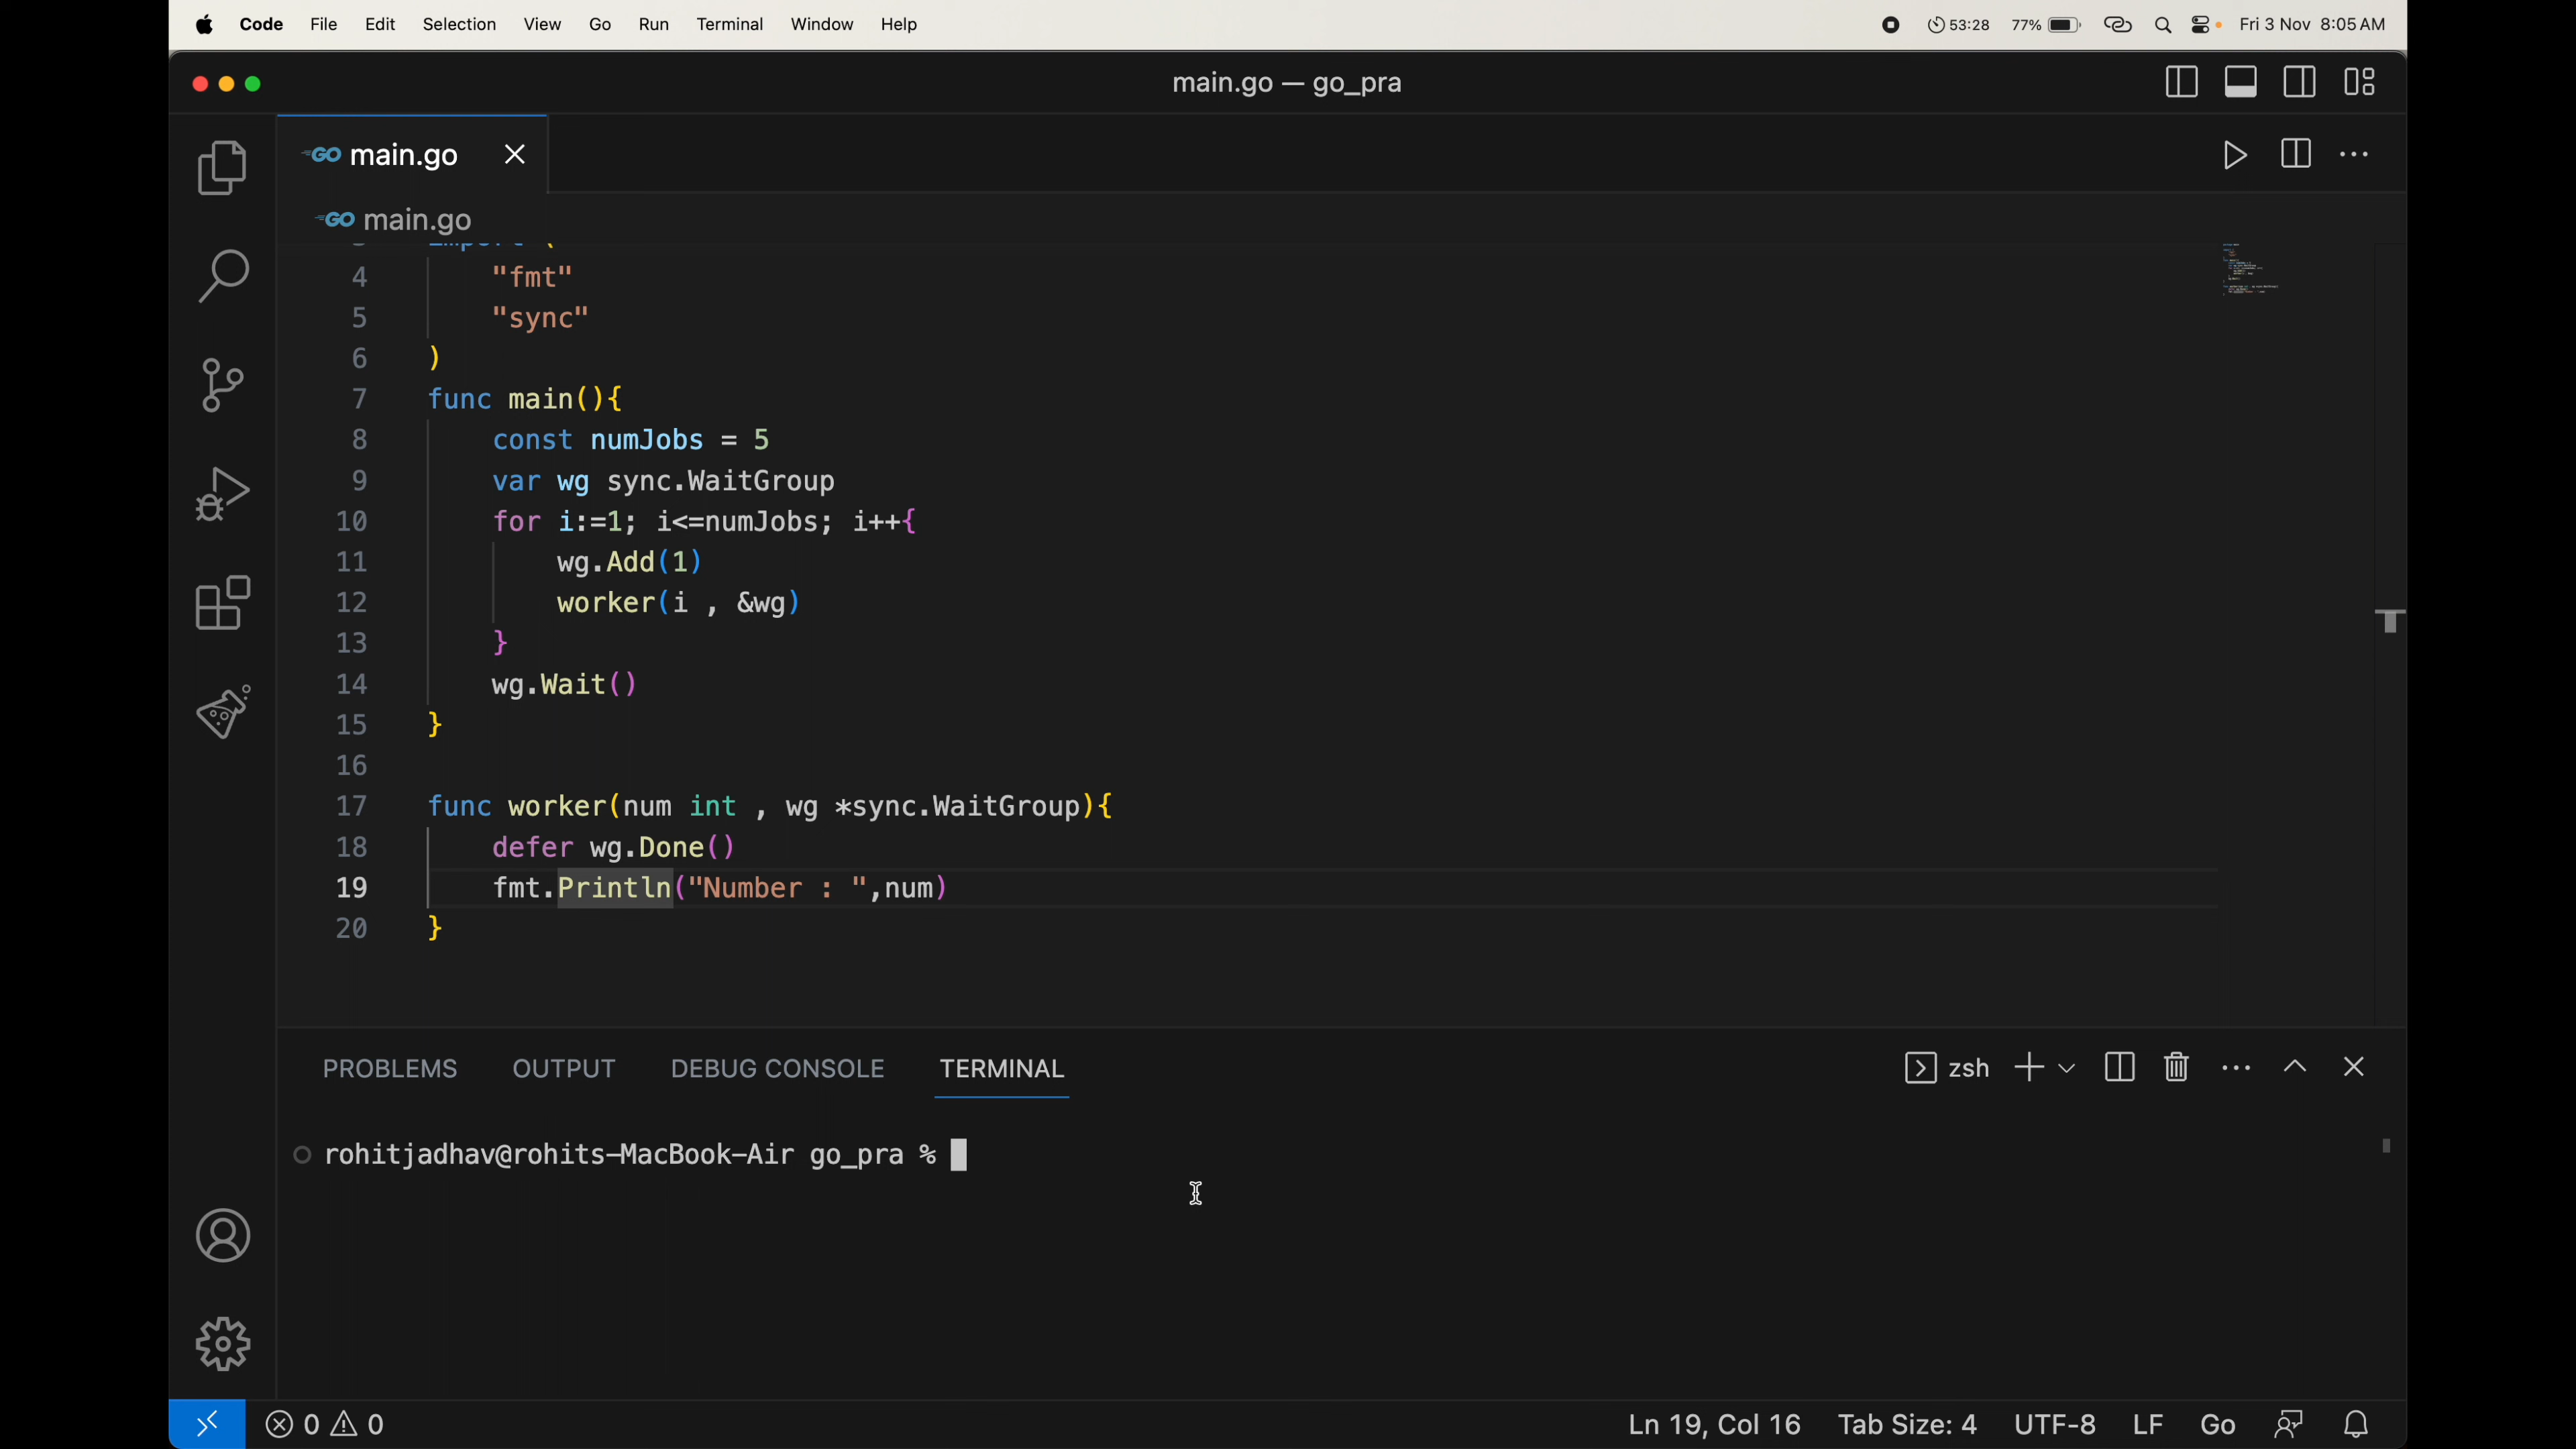 Code File Edit Selection View Go Run Terminal Window Help 53:28 77% Fri 3 Nov 8:05 AM
main.go — go_pra
GO main.go
GO main.go
4 "fmt"
5 "sync"
6 )
7 func main(){
8 const numJobs = 5
9 var wg sync.WaitGroup
10 for i:=1; i<=numJobs; i++{
11 wg.Add(1)
12 worker(i , &wg)
13 }
14 wg.Wait()
15 }
16
17 func worker(num int , wg *sync.WaitGroup){
18 defer wg.Done()
19 fmt.Println("Number : ",num)
20 }
PROBLEMS OUTPUT DEBUG CONSOLE TERMINAL zsh
rohitjadhav@rohits-MacBook-Air go_pra %
0 0 Ln 19, Col 16 Tab Size: 4 UTF-8 LF Go